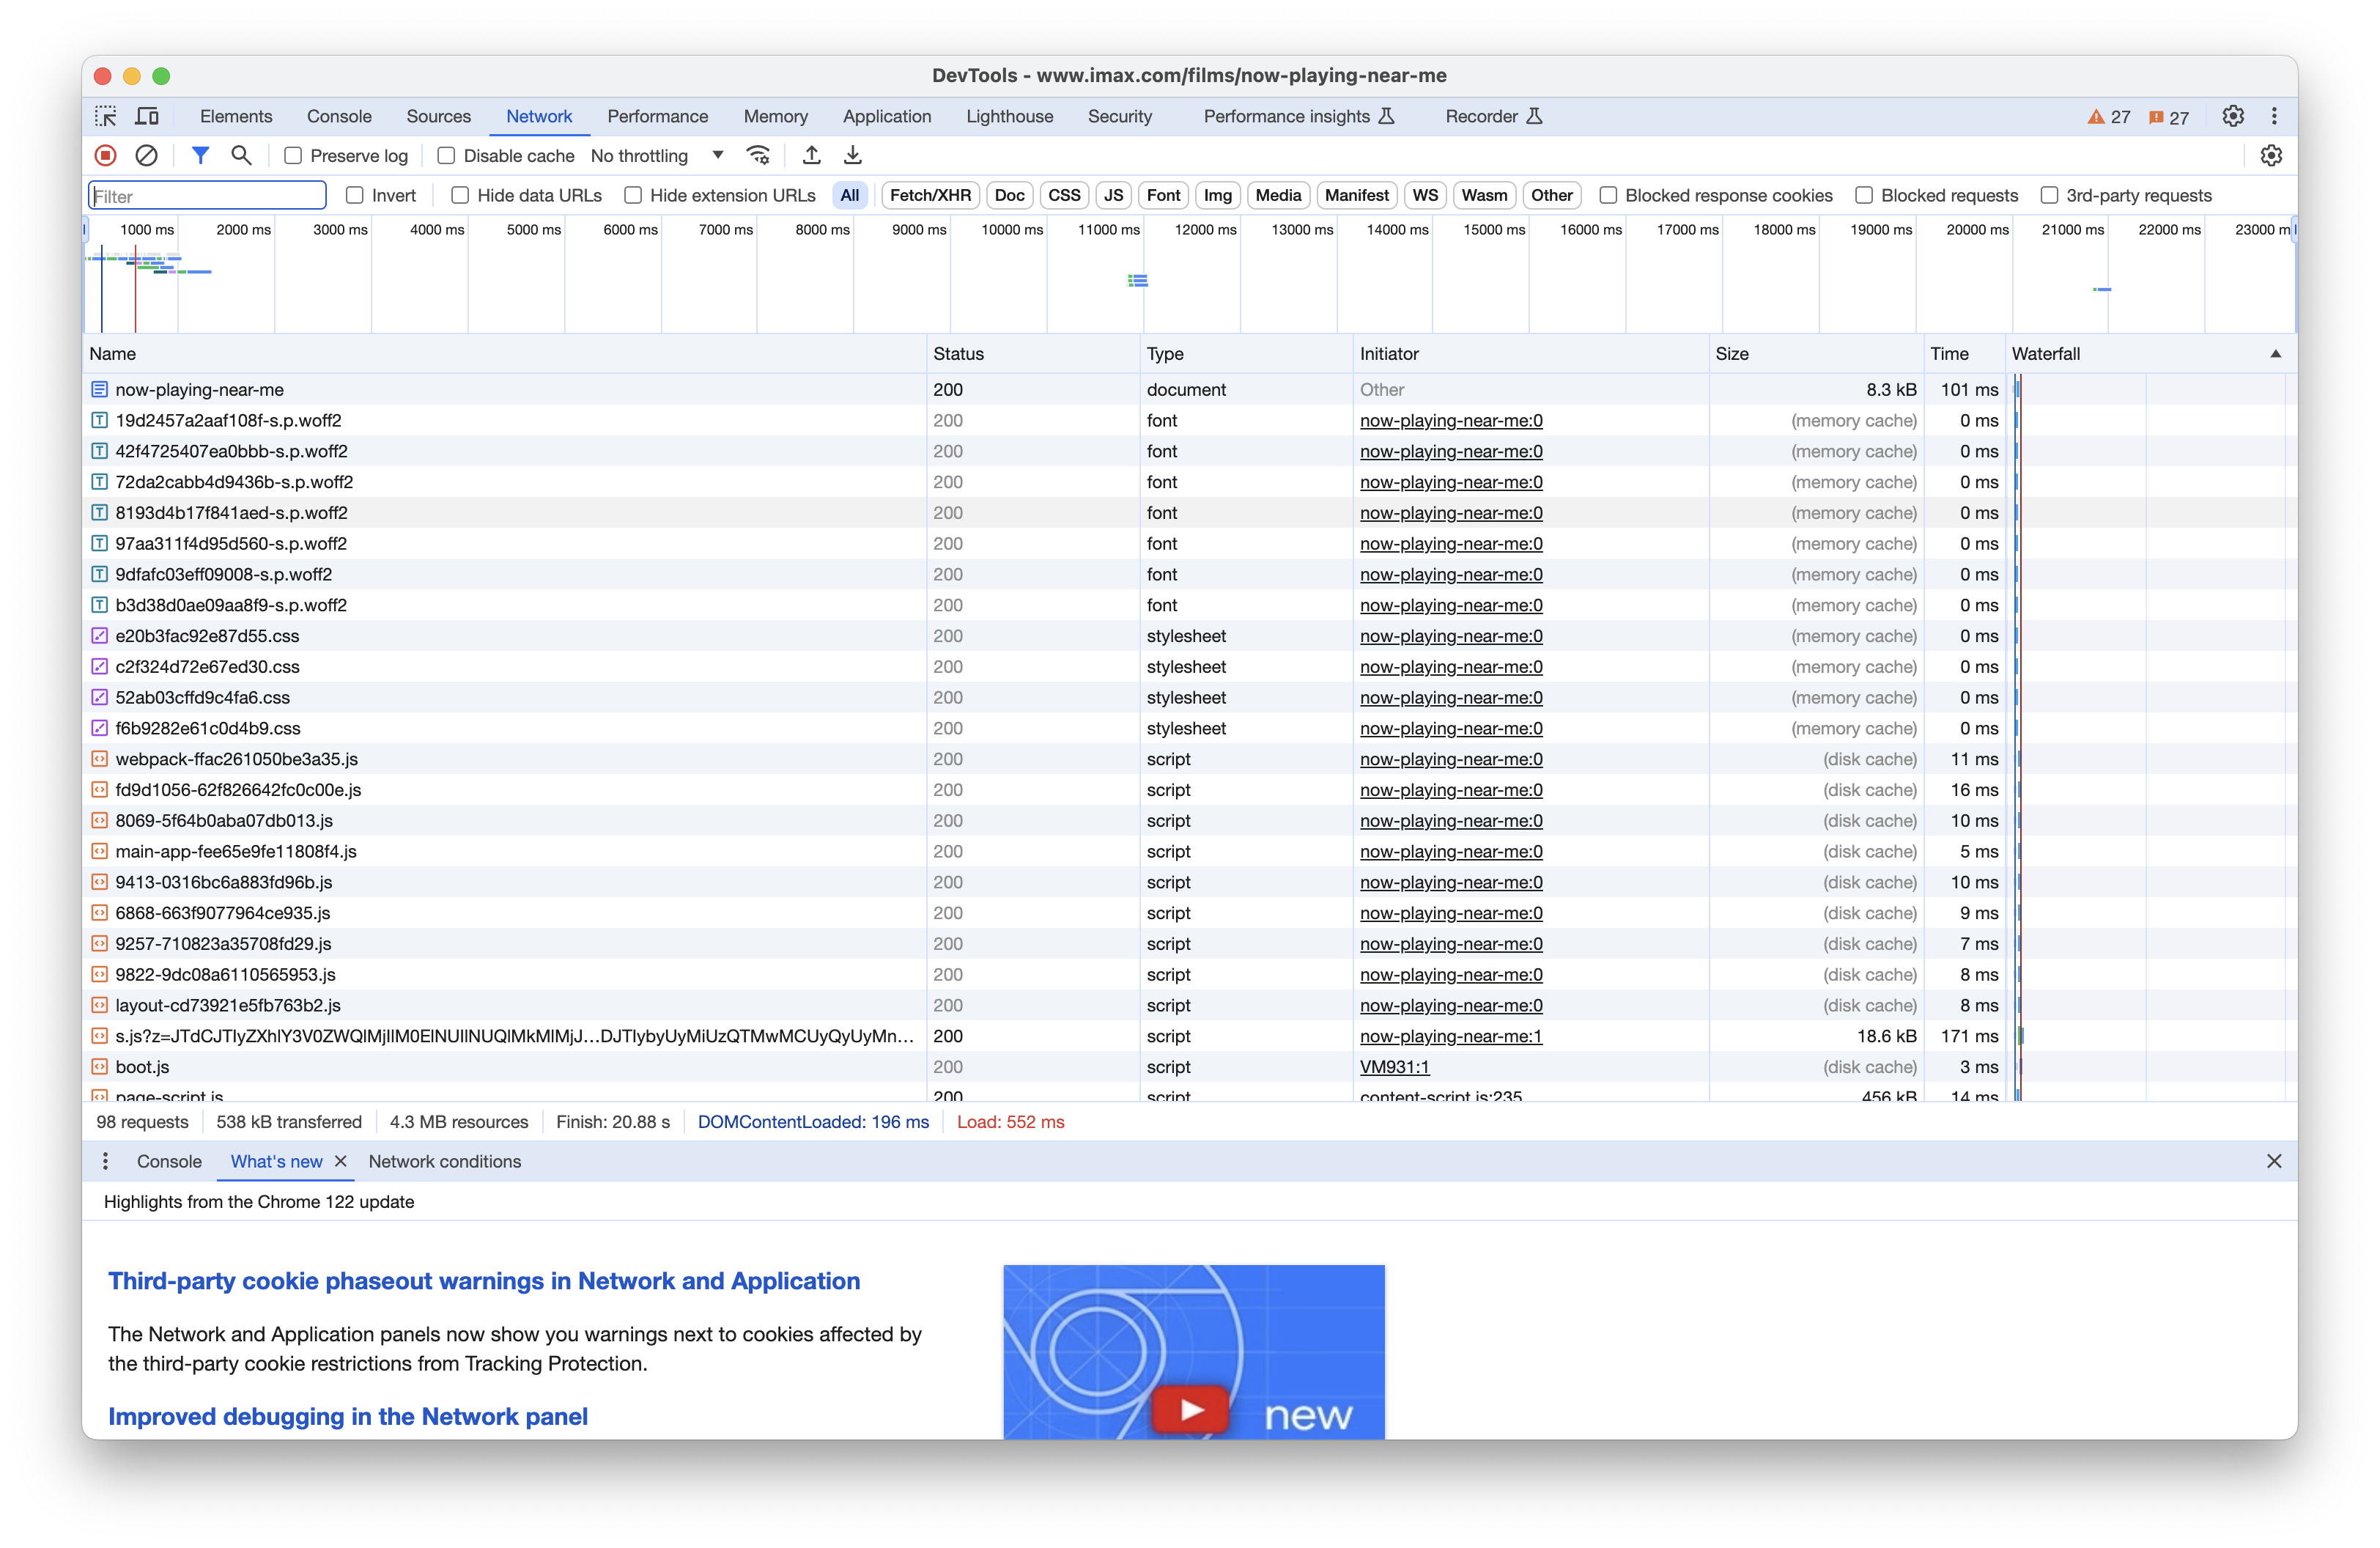 DevTools - www.imax.com/films/now-playing-near-me
Elements Console Sources Network Performance Memory Application Lighthouse Security Performance insights Recorder 27 27
Preserve log Disable cache No throttling
Filter Invert Hide data URLs Hide extension URLs All Fetch/XHR Doc CSS JS Font Img Media Manifest WS Wasm Other Blocked response cookies Blocked requests 3rd-party requests
1000 ms 2000 ms 3000 ms 4000 ms 5000 ms 6000 ms 7000 ms 8000 ms 9000 ms 10000 ms 11000 ms 12000 ms 13000 ms 14000 ms 15000 ms 16000 ms 17000 ms 18000 ms 19000 ms 20000 ms 21000 ms 22000 ms 23000 m
Name Status Type Initiator Size Time Waterfall
now-playing-near-me 200 document Other 8.3 kB 101 ms
19d2457a2aaf108f-s.p.woff2 200 font now-playing-near-me:0 (memory cache) 0 ms
42f4725407ea0bbb-s.p.woff2 200 font now-playing-near-me:0 (memory cache) 0 ms
72da2cabb4d9436b-s.p.woff2 200 font now-playing-near-me:0 (memory cache) 0 ms
8193d4b17f841aed-s.p.woff2 200 font now-playing-near-me:0 (memory cache) 0 ms
97aa311f4d95d560-s.p.woff2 200 font now-playing-near-me:0 (memory cache) 0 ms
9dfafc03eff09008-s.p.woff2 200 font now-playing-near-me:0 (memory cache) 0 ms
b3d38d0ae09aa8f9-s.p.woff2 200 font now-playing-near-me:0 (memory cache) 0 ms
e20b3fac92e87d55.css 200 stylesheet now-playing-near-me:0 (memory cache) 0 ms
c2f324d72e67ed30.css 200 stylesheet now-playing-near-me:0 (memory cache) 0 ms
52ab03cffd9c4fa6.css 200 stylesheet now-playing-near-me:0 (memory cache) 0 ms
f6b9282e61c0d4b9.css 200 stylesheet now-playing-near-me:0 (memory cache) 0 ms
webpack-ffac261050be3a35.js 200 script now-playing-near-me:0 (disk cache) 11 ms
fd9d1056-62f826642fc0c00e.js 200 script now-playing-near-me:0 (disk cache) 16 ms
8069-5f64b0aba07db013.js 200 script now-playing-near-me:0 (disk cache) 10 ms
main-app-fee65e9fe11808f4.js 200 script now-playing-near-me:0 (disk cache) 5 ms
9413-0316bc6a883fd96b.js 200 script now-playing-near-me:0 (disk cache) 10 ms
6868-663f9077964ce935.js 200 script now-playing-near-me:0 (disk cache) 9 ms
9257-710823a35708fd29.js 200 script now-playing-near-me:0 (disk cache) 7 ms
9822-9dc08a6110565953.js 200 script now-playing-near-me:0 (disk cache) 8 ms
layout-cd73921e5fb763b2.js 200 script now-playing-near-me:0 (disk cache) 8 ms
s.js?z=JTdCJTIyZXhlY3V0ZWQlMjIlM0ElNUIlNUQlMkMlMjJ…DJTIybyUyMiUzQTMwMCUyQyUyMn… 200 script now-playing-near-me:1 18.6 kB 171 ms
boot.js 200 script VM931:1 (disk cache) 3 ms
page-script.js 200 script content-script.js:235 456 kB 14 ms
98 requests 538 kB transferred 4.3 MB resources Finish: 20.88 s DOMContentLoaded: 196 ms Load: 552 ms
Console What's new Network conditions
Highlights from the Chrome 122 update
Third-party cookie phaseout warnings in Network and Application
The Network and Application panels now show you warnings next to cookies affected by
the third-party cookie restrictions from Tracking Protection.
Improved debugging in the Network panel
new